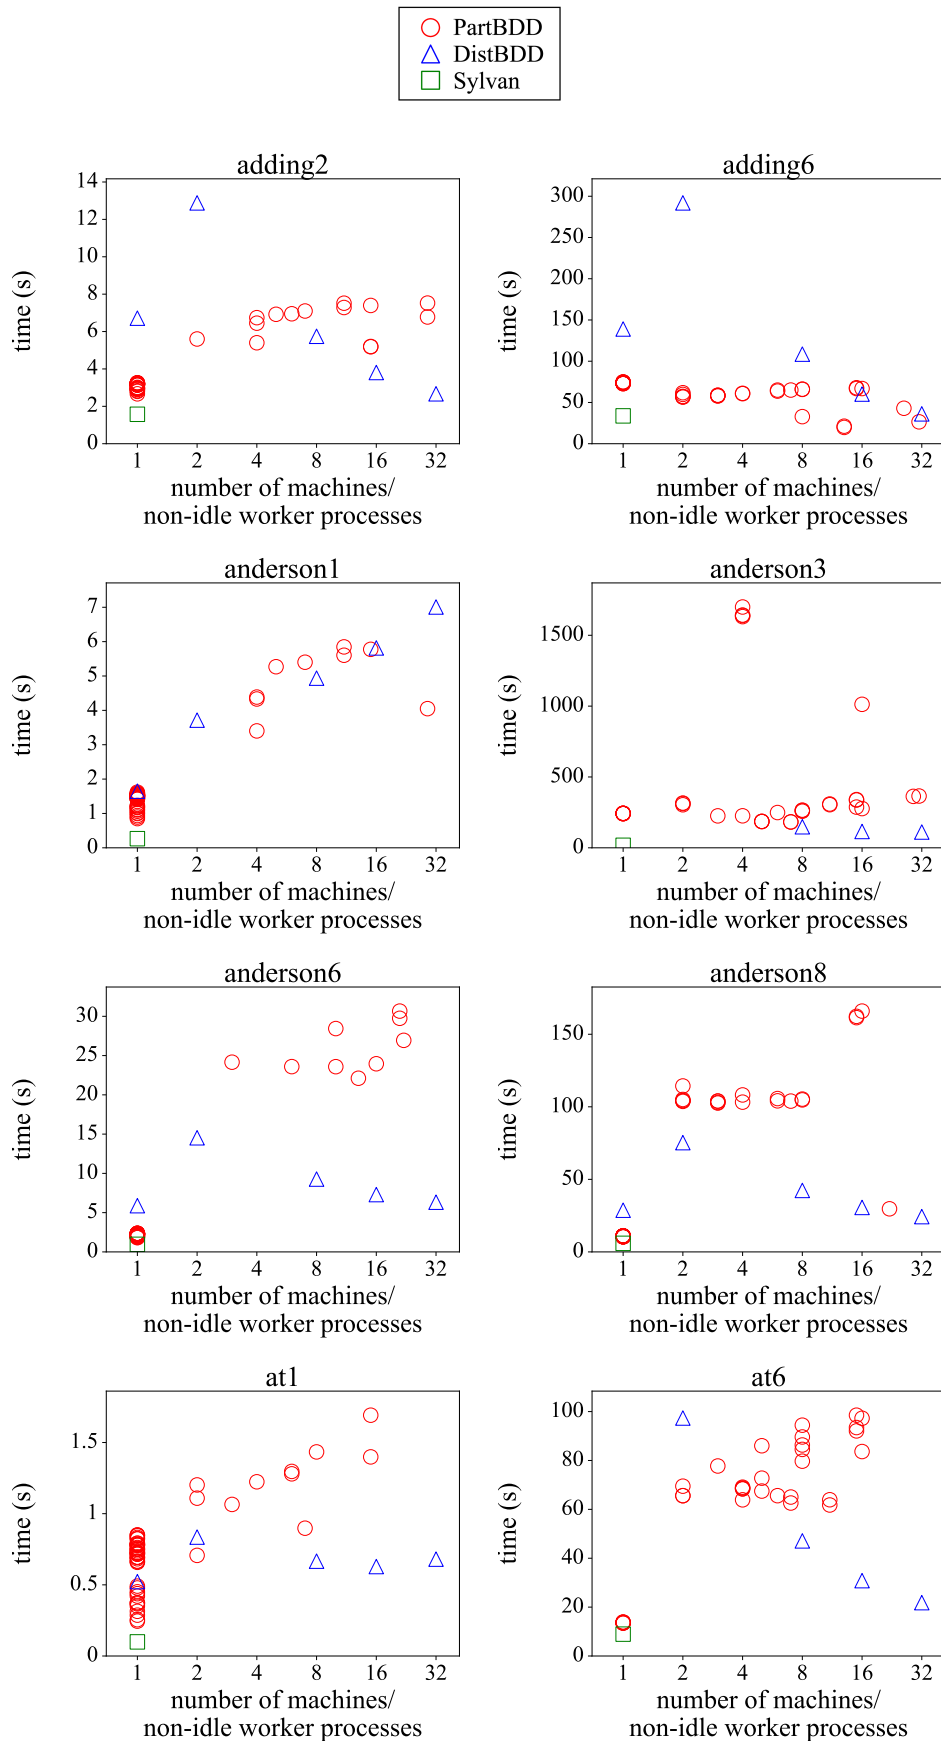 PartBDD
DistBDD
Sylvan
adding2
14
12
10
8
6
4
2
0
time (s)
1 2 4 8 16 32
number of machines/
non-idle worker processes
adding6
300
250
200
150
100
50
0
time (s)
1 2 4 8 16 32
number of machines/
non-idle worker processes
anderson1
7
6
5
4
3
2
1
0
time (s)
1 2 4 8 16 32
number of machines/
non-idle worker processes
anderson3
1500
1000
500
0
time (s)
1 2 4 8 16 32
number of machines/
non-idle worker processes
anderson6
30
25
20
15
10
5
0
time (s)
1 2 4 8 16 32
number of machines/
non-idle worker processes
anderson8
150
100
50
0
time (s)
1 2 4 8 16 32
number of machines/
non-idle worker processes
at1
1.5
1
0.5
0
time (s)
1 2 4 8 16 32
number of machines/
non-idle worker processes
at6
100
80
60
40
20
0
time (s)
1 2 4 8 16 32
number of machines/
non-idle worker processes